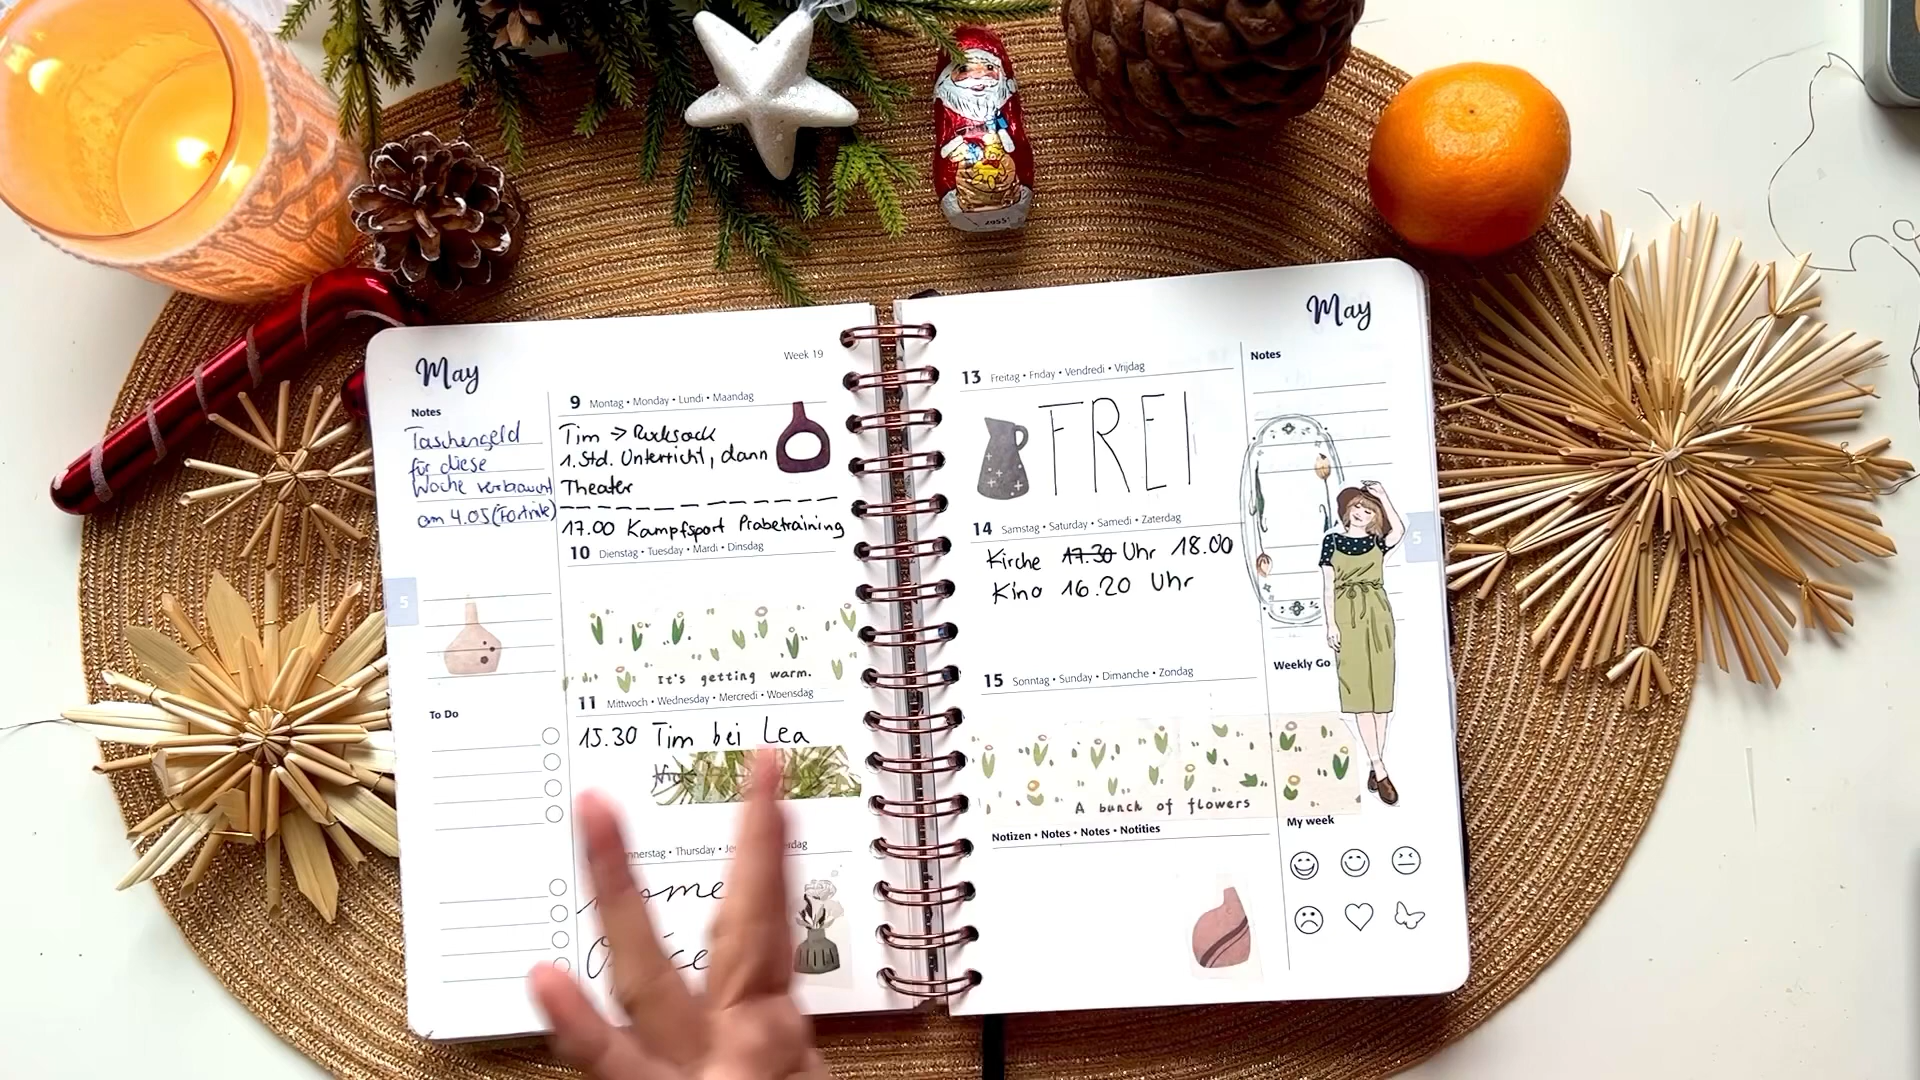 May
Week 19
Notes
Taschengeld
für diese
Woche verbraucht
am 4.05 (Fortnite)
5
To Do
9 Montag • Monday • Lundi • Maandag
Tim → Rucksack
1. Std. Unterricht, dann
Theater
17.00 Kampfsport Probetraining
10 Dienstag • Tuesday • Mardi • Dinsdag
It's getting warm.
11 Mittwoch • Wednesday • Mercredi • Woensdag
15.30 Tim bei Lea
Thursday
May
13 Freitag • Friday • Vendredi • Vrijdag
FREI
14 Samstag • Saturday • Samedi • Zaterdag
Kirche 17.30 Uhr 18.00
Kino 16.20 Uhr
15 Sonntag • Sunday • Dimanche • Zondag
A bunch of flowers
Notizen • Notes • Notes • Notities
Notes
5
Weekly Go
My week